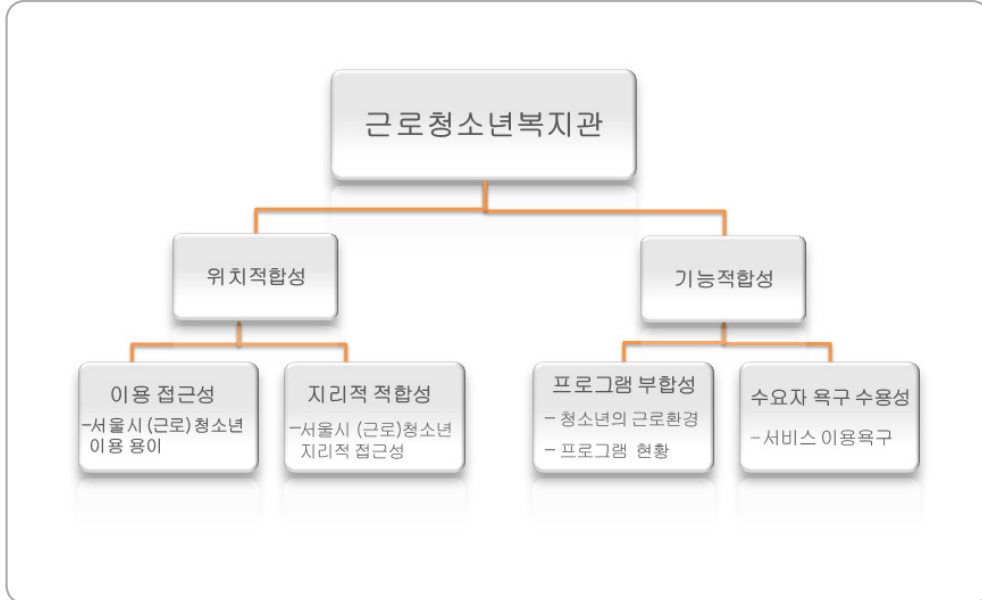 근로청소년복지관
위치적합성
기능적합성
이용 접근성
-서울시 (근로)청소년
이용 용이
지리적 적합성
-서울시 (근로)청소년
지리적 접근성
프로그램 부합성
- 청소년의 근로환경
- 프로그램 현황
수요자 욕구 수용성
- 서비스 이용욕구